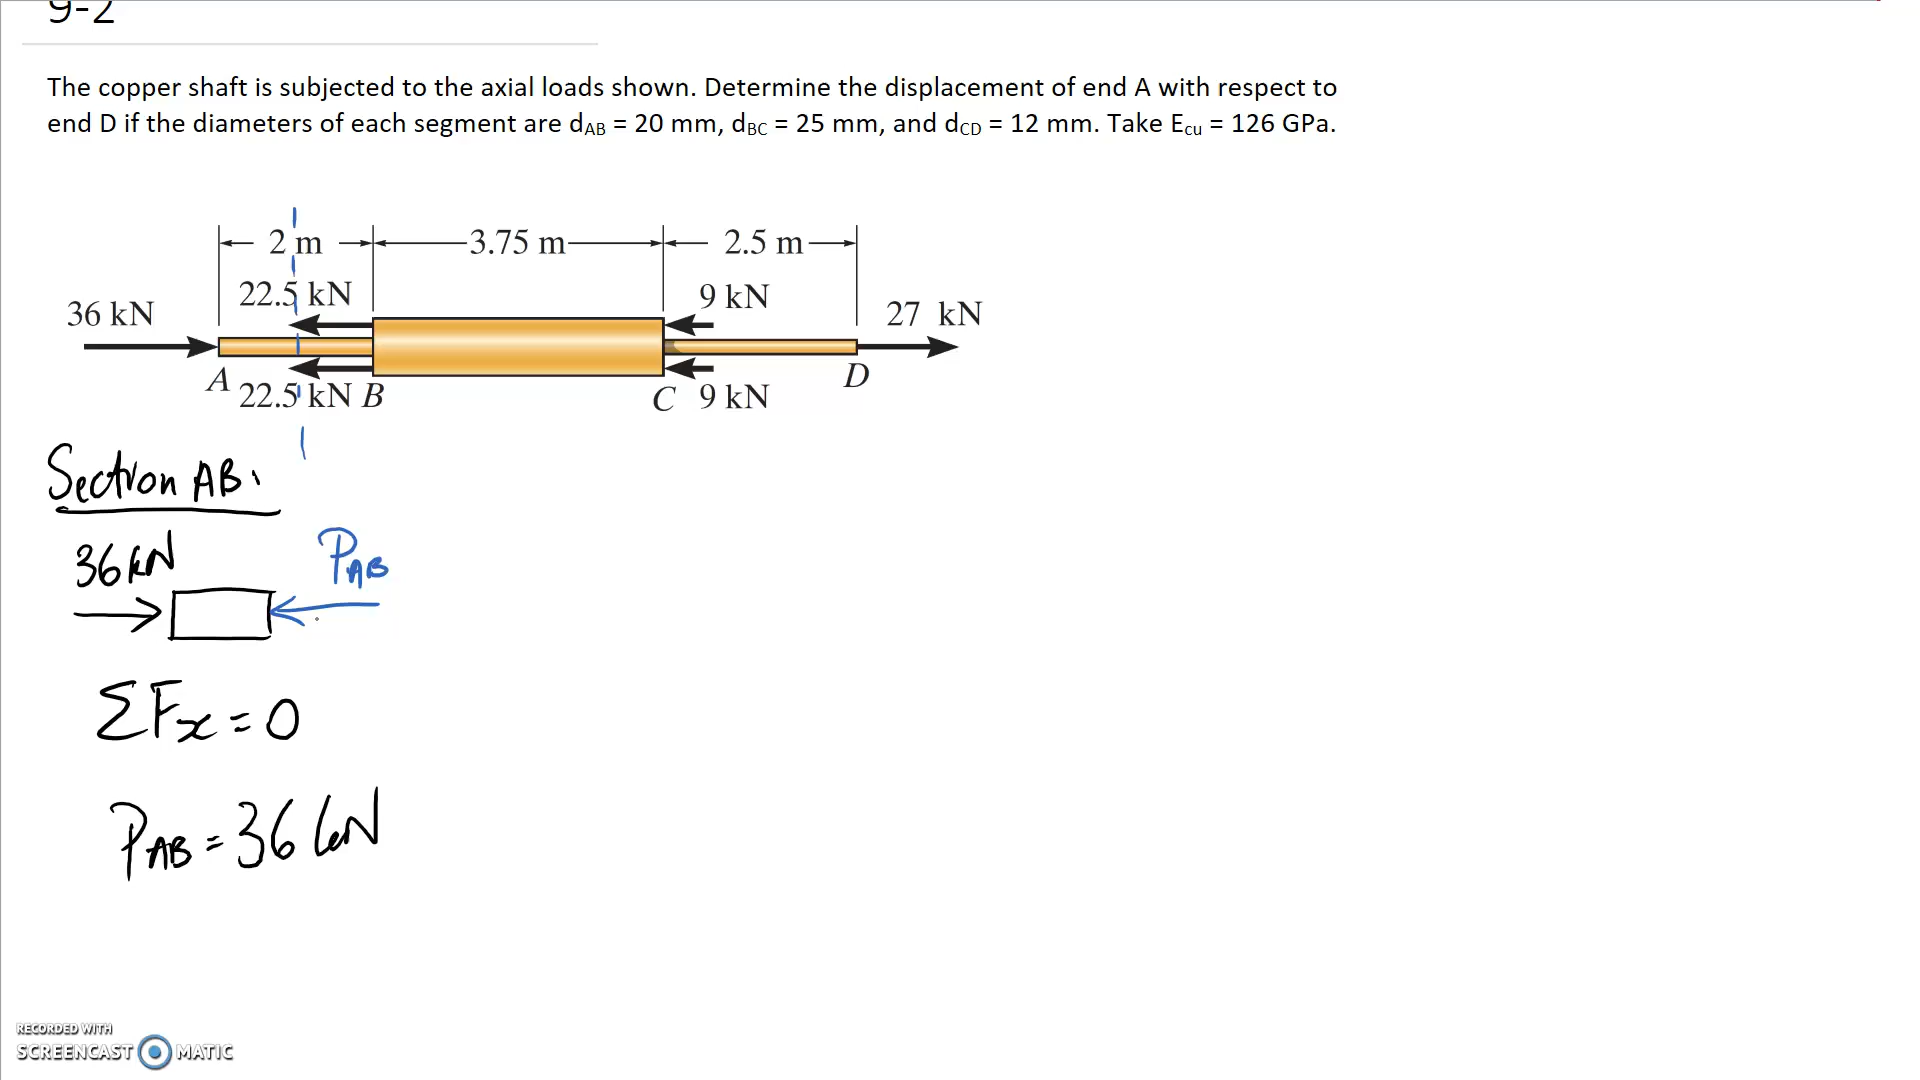 9-2
The copper shaft is subjected to the axial loads shown. Determine the displacement of end A with respect to
end D if the diameters of each segment are dAB = 20 mm, dBC = 25 mm, and dCD = 12 mm. Take Ecu = 126 GPa.
2 m 3.75 m 2.5 m
22.5 kN 9 kN
36 kN 27 kN
A D
22.5 kN B C 9 kN
Section AB:
36 kN PAB
ΣFx = 0
PAB = 36 kN
RECORDED WITH
SCREENCAST MATIC